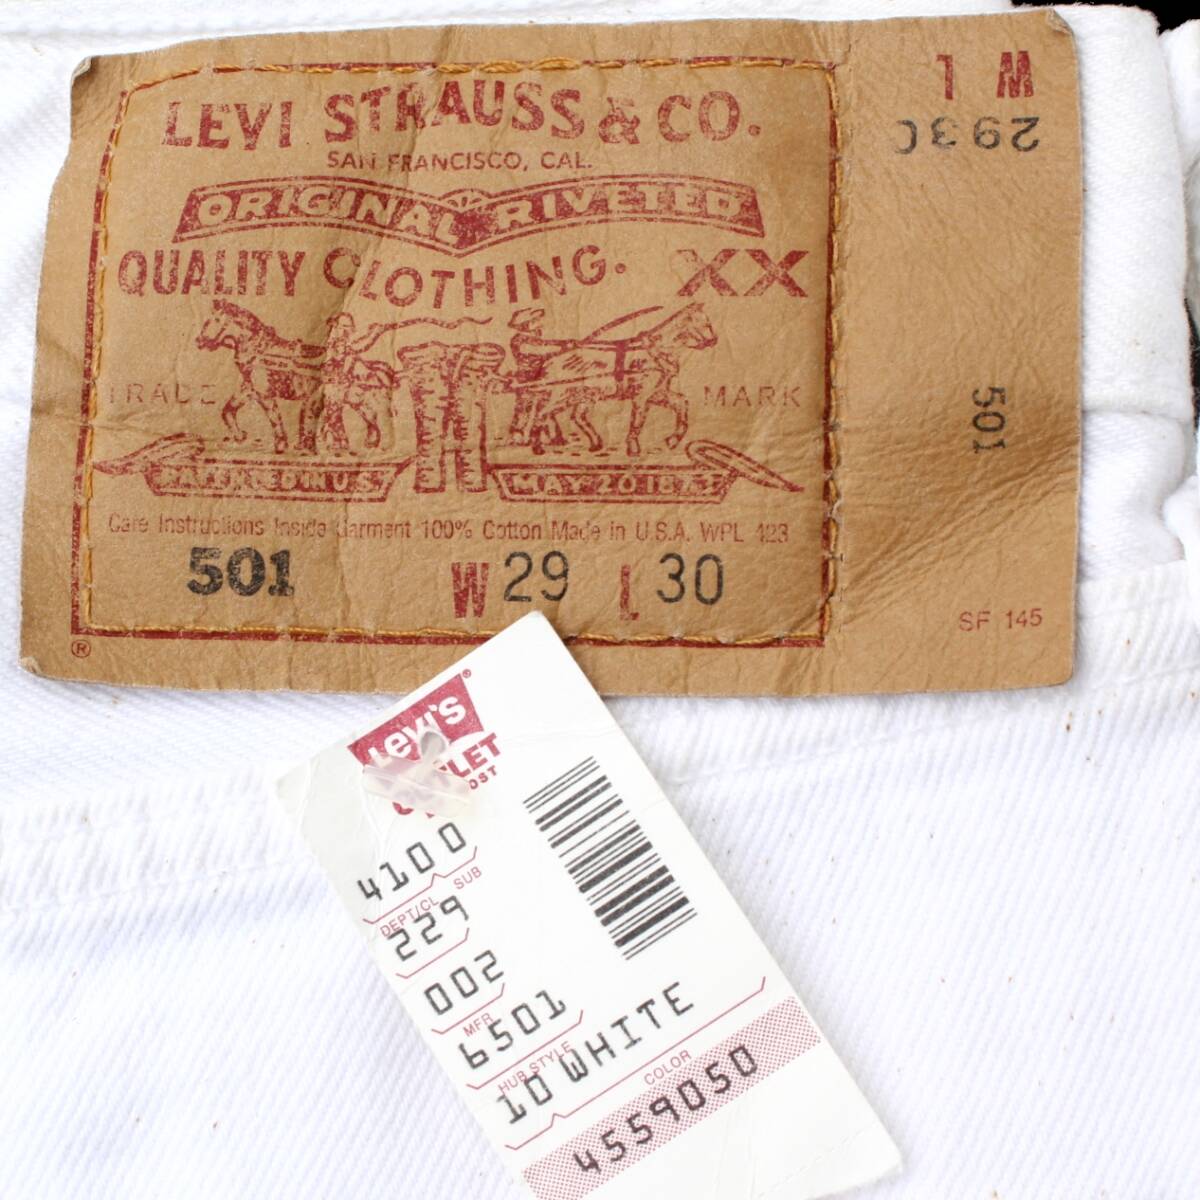 LEVI STRAUSS & CO.
SAN FRANCISCO, CAL.
ORIGINAL RIVETED
QUALITY CLOTHING. XX
TRADE MARK
PATENTED IN U.S. MAY 20 1873
Care Instructions Inside Garment 100% Cotton Made in U.S.A. WPL 423
501 W 29 L 30
®
W L
293
501
SF 145
Levi's®
4100
DEPT/CL SUB
229
002
MFR
6501
HUB STYLE
10 WHITE
COLOR
4559050